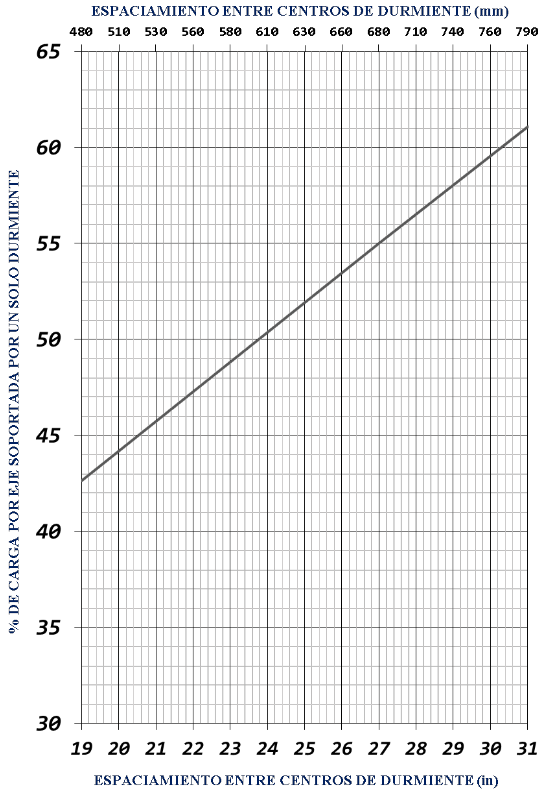 ESPACIAMIENTO ENTRE CENTROS DE DURMIENTE (mm)
480 510 530 560 580 610 630 660 680 710 740 760 790
65
60
55
50
45
40
35
30
% DE CARGA POR EJE SOPORTADA POR UN SOLO DURMIENTE
19 20 21 22 23 24 25 26 27 28 29 30 31
ESPACIAMIENTO ENTRE CENTROS DE DURMIENTE (in)